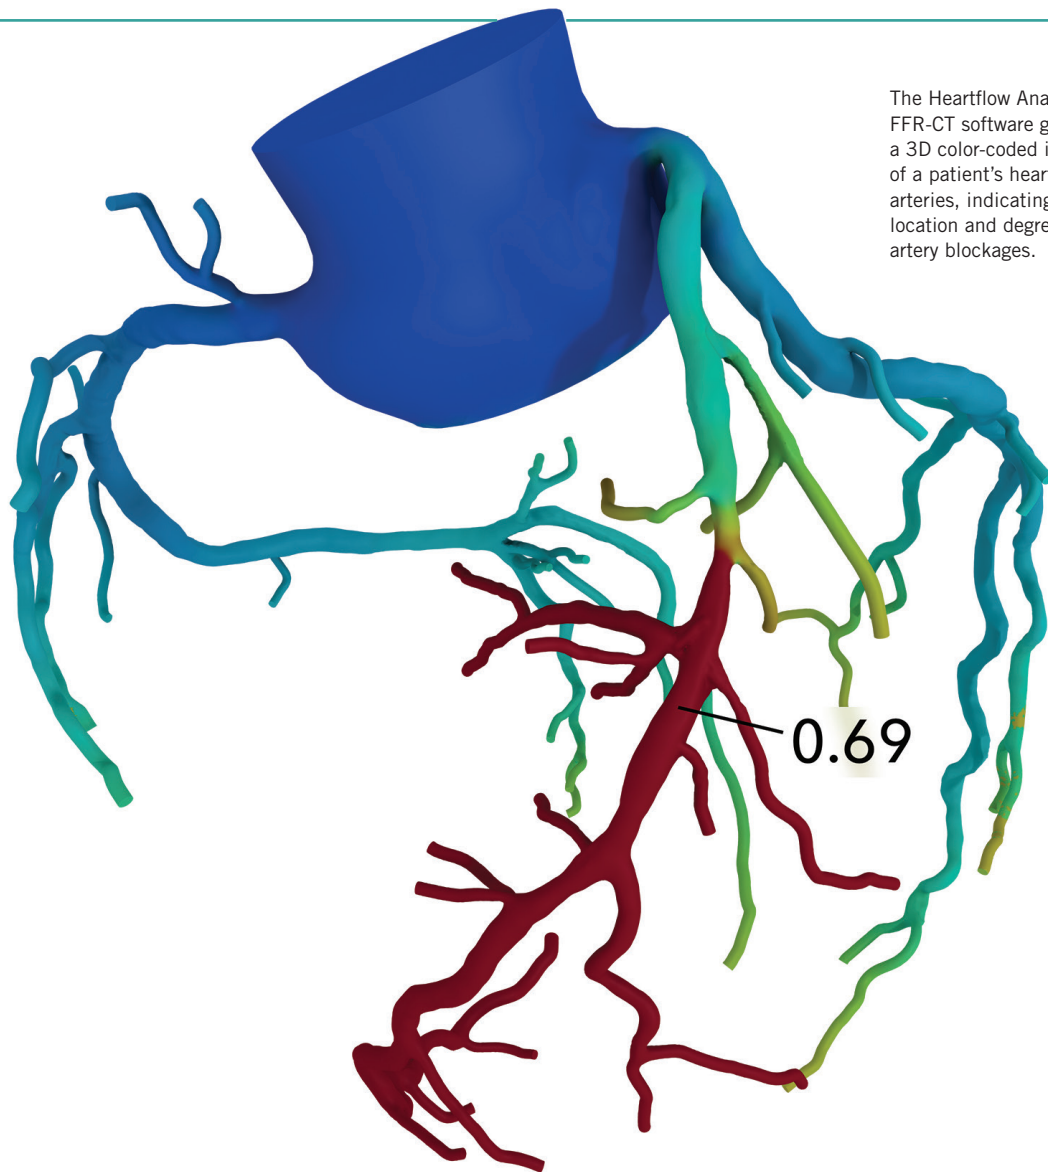 The Heartflow
FFR-CT software
a 3D color-coded
of a patient's
arteries, indicating
location and
artery blockages.
0.69